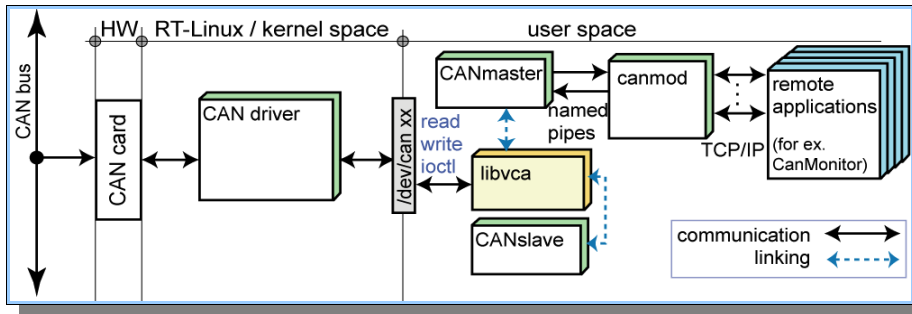 HW
RT-Linux / kernel space
user space
CAN bus
CAN card
CAN driver
/dev/can xx
read
write
ioctl
CANmaster
named
pipes
canmod
TCP/IP
remote
applications
(for ex.
CanMonitor)
libvca
CANslave
communication
linking